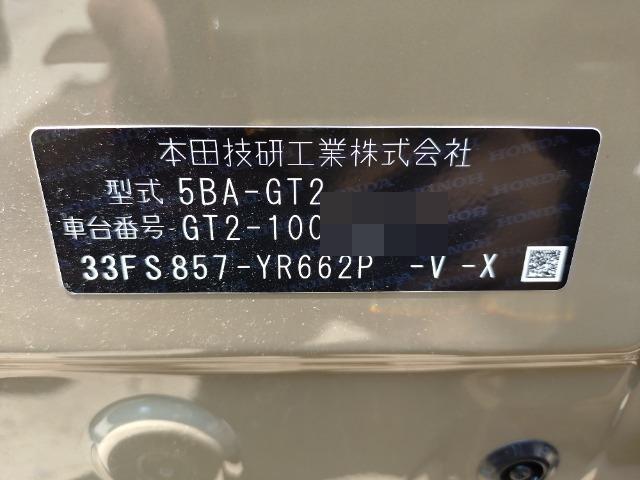 本田技研工業株式会社
型式 5BA-GT2
車台番号 GT2-100
33FS857-YR662P -V -X